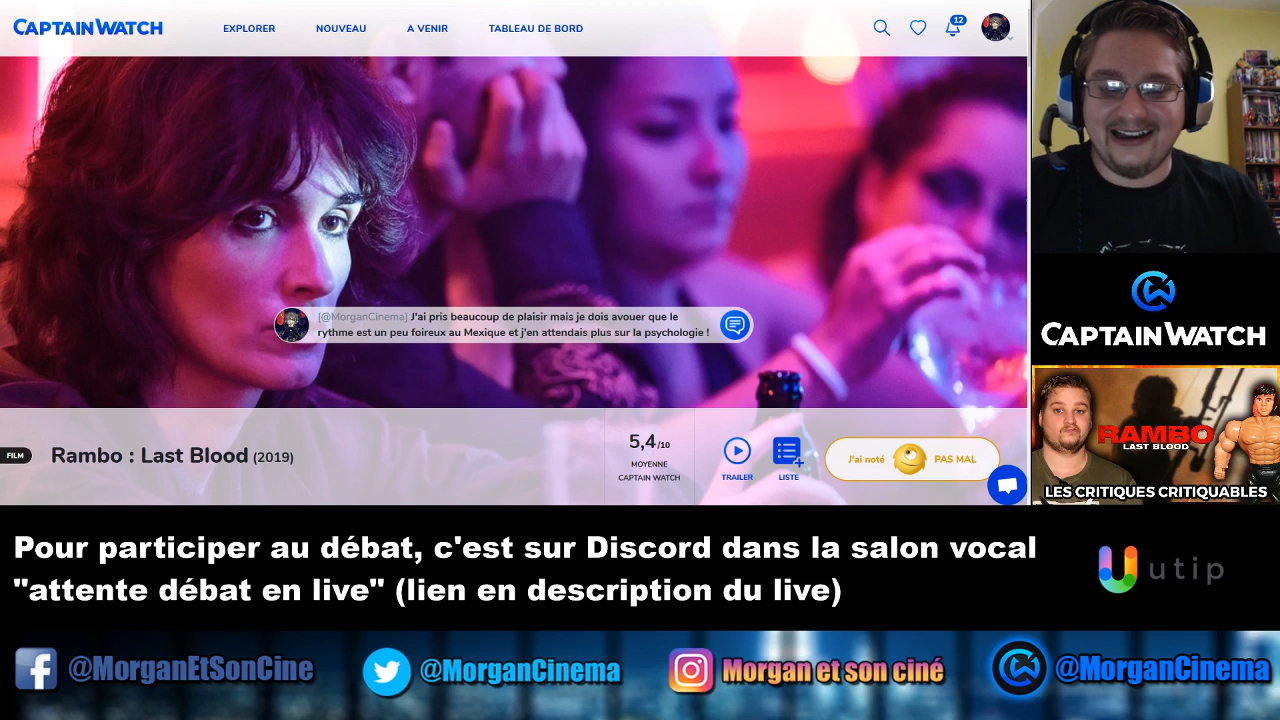 CAPTAINWATCH
EXPLORER
NOUVEAU
A VENIR
TABLEAU DE BORD
12
[@MorganCinema] J'ai pris beaucoup de plaisir mais je dois avouer que le
rythme est un peu foireux au Mexique et j'en attendais plus sur la psychologie !
FILM
Rambo : Last Blood (2019)
5,4/10
MOYENNE
CAPTAIN WATCH
TRAILER
LISTE
J'ai noté
PAS MAL
CAPTAINWATCH
RAMBO
LAST BLOOD
LES CRITIQUES CRITIQUABLES
Pour participer au débat, c'est sur Discord dans la salon vocal
"attente débat en live" (lien en description du live)
utip
@MorganEtSonCine
@MorganCinema
Morgan et son ciné
@MorganCinema